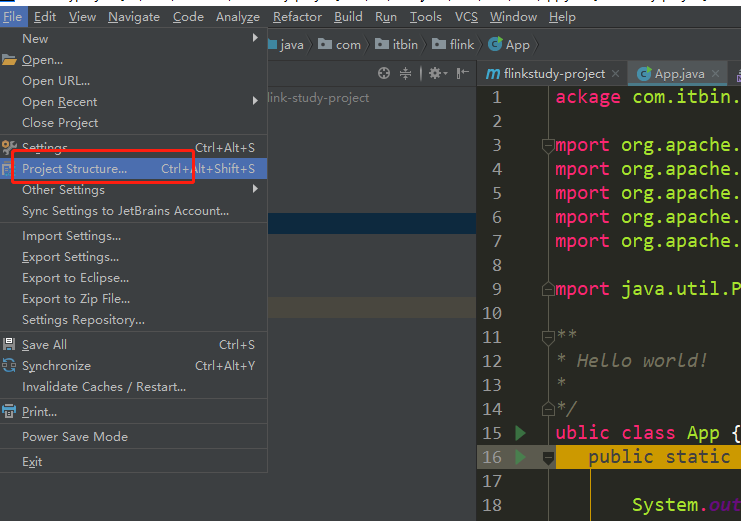 File Edit View Navigate Code Analyze Refactor Build Run Tools VCS Window Help
java com itbin flink App
New
Open...
Open URL...
Open Recent
Close Project
Settings... Ctrl+Alt+S
Project Structure... Ctrl+Alt+Shift+S
Other Settings
Sync Settings to JetBrains Account...
Import Settings...
Export Settings...
Export to Eclipse...
Export to Zip File...
Settings Repository...
Save All Ctrl+S
Synchronize Ctrl+Alt+Y
Invalidate Caches / Restart...
Print...
Power Save Mode
Exit
link-study-project
m flinkstudy-project App.java
1 ackage com.itbin.
2
3 mport org.apache.
4 mport org.apache.
5 mport org.apache.
6 mport org.apache.
7 mport org.apache.
8
9 mport java.util.P
10
11 **
12 * Hello world!
13 *
14 */
15 ublic class App {
16 public static
17
18 System.out